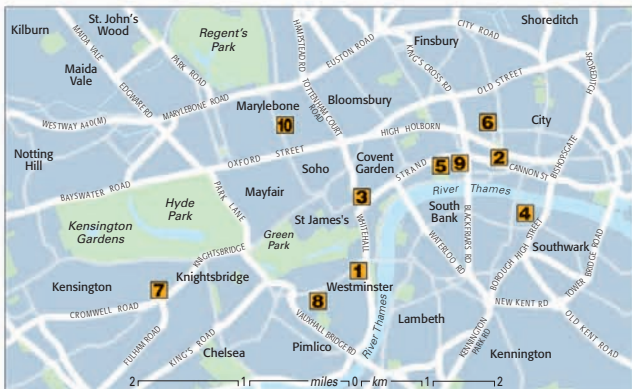 Kilburn
St. John's
Wood
Regent's
Park
Shoreditch
Finsbury
CITY ROAD
MAIDA VALE
Maida
Vale
PARK ROAD
HAMPSTEAD RD
EUSTON ROAD
KING'S CROSS RD
OLD STREET
SHOREDITCH
EDGWARE RD
MARYLEBONE ROAD
TOTTENHAM COURT
ROAD
Bloomsbury
Marylebone
WESTWAY A40(M)
10
6
City
HIGH HOLBORN
Notting
Hill
OXFORD STREET
Soho
Covent
Garden
STRAND
5
9
2
CANNON ST
BISHOPSGATE
BAYSWATER ROAD
Hyde
Park
PARK LANE
Mayfair
3
River Thames
Kensington
Gardens
St James's
WHITEHALL
South
Bank
BLACKFRIARS RD
4
Green
Park
WATERLOO RD
BOROUGH HIGH STREET
Southwark
TOWER BRIDGE ROAD
KNIGHTSBRIDGE
Kensington
7
Knightsbridge
1
Westminster
8
CROMWELL ROAD
FULHAM ROAD
KING'S ROAD
VAUXHALL BRIDGE RD
River Thames
Lambeth
NEW KENT RD
OLD KENT ROAD
Chelsea
Pimlico
KENNINGTON
PARK RD
Kennington
2 1 miles 0 km 1 2